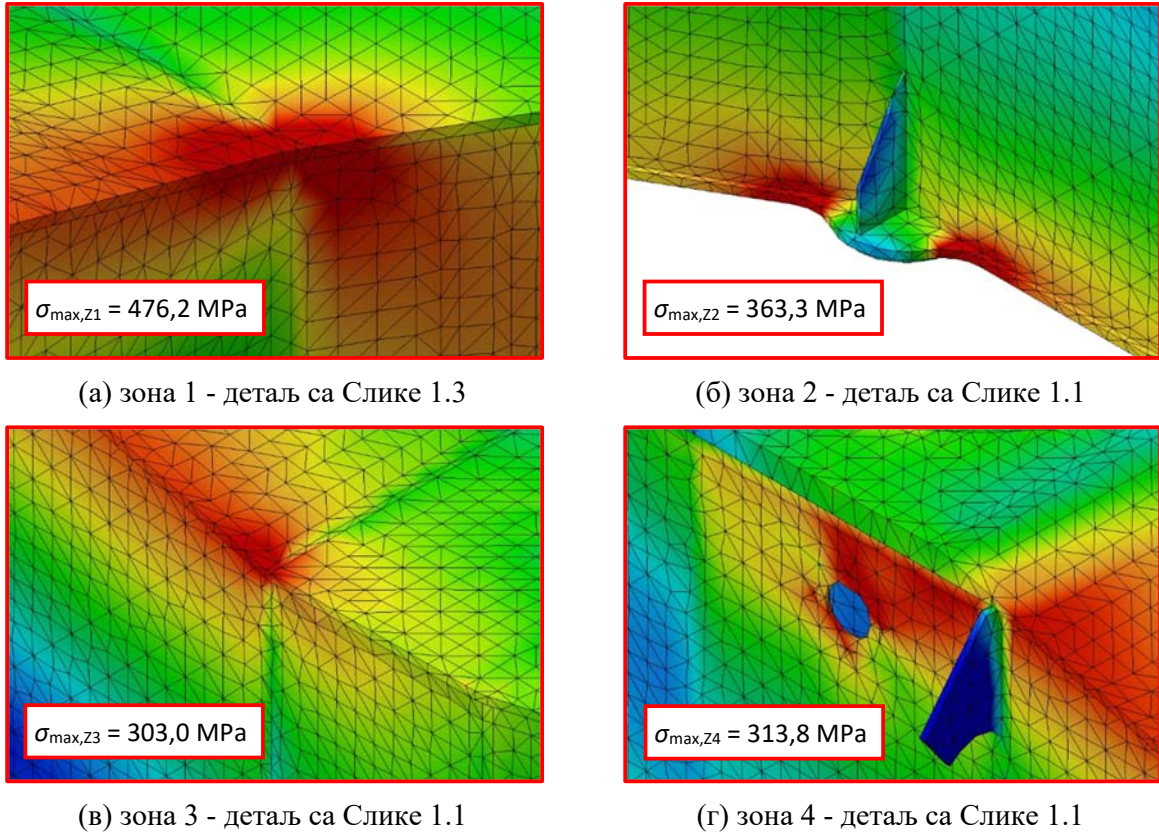 σmax,Z1 = 476,2 MPa
σmax,Z2 = 363,3 MPa
(а) зона 1 - детаљ са Слике 1.3
(б) зона 2 - детаљ са Слике 1.1
σmax,Z3 = 303,0 MPa
σmax,Z4 = 313,8 MPa
(в) зона 3 - детаљ са Слике 1.1
(г) зона 4 - детаљ са Слике 1.1